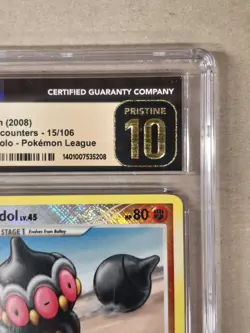 CERTIFIED GUARANTY COMPANY
(2008)
counters - 15/106
olo - Pokémon League
1401007535208
PRISTINE
10
dol LV.45
HP 80
STAGE 1 Evolves from Baltoy